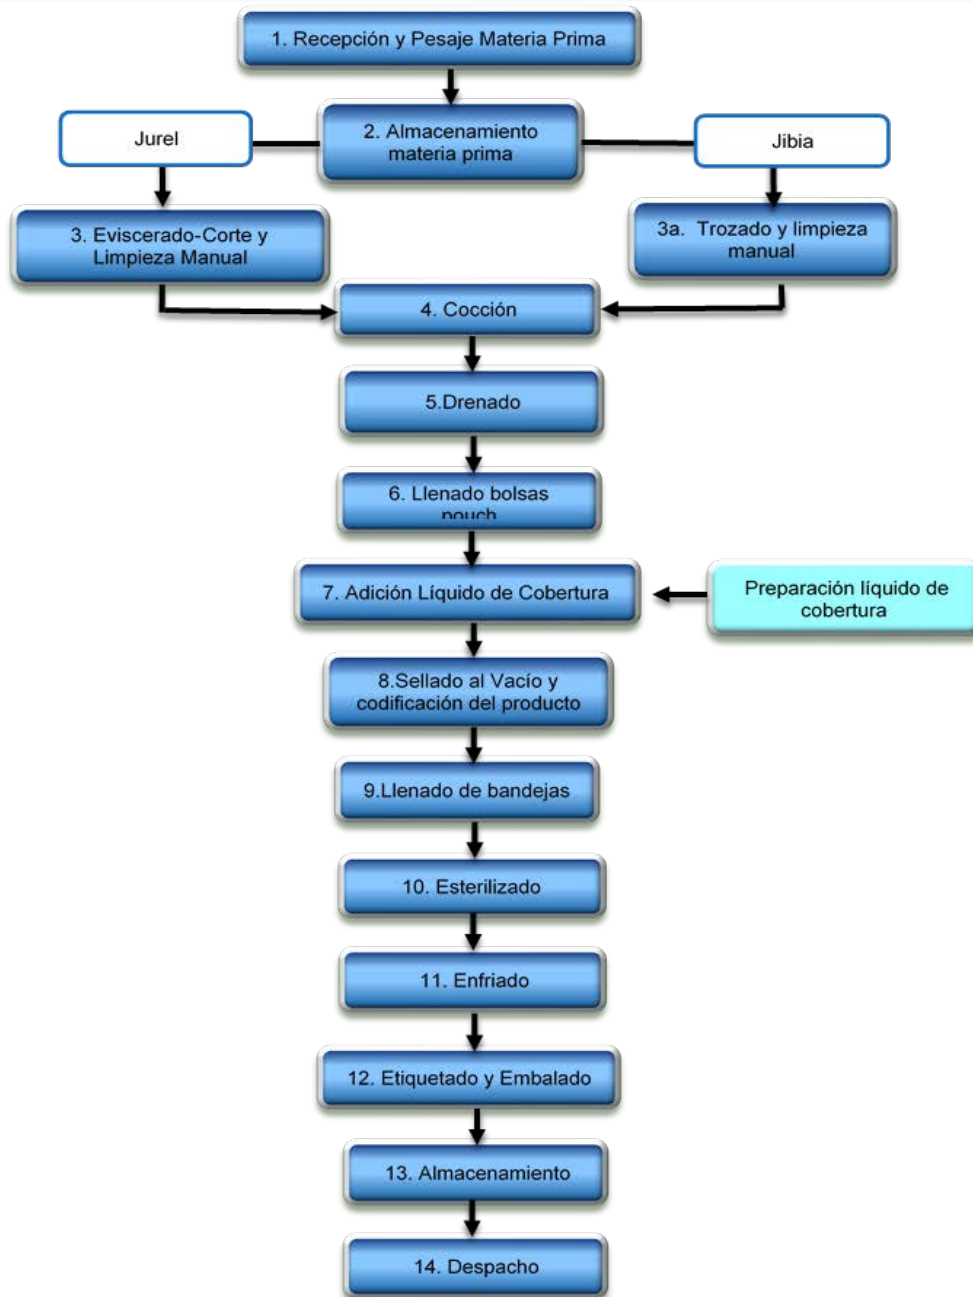 1. Recepción y Pesaje Materia Prima
2. Almacenamiento
materia prima
Jurel
Jibia
3. Eviscerado-Corte y
Limpieza Manual
3a. Trozado y limpieza
manual
4. Cocción
5.Drenado
6. Llenado bolsas
pouch
7. Adición Líquido de Cobertura
Preparación líquido de
cobertura
8.Sellado al Vacío y
codificación del producto
9.Llenado de bandejas
10. Esterilizado
11. Enfriado
12. Etiquetado y Embalado
13. Almacenamiento
14. Despacho